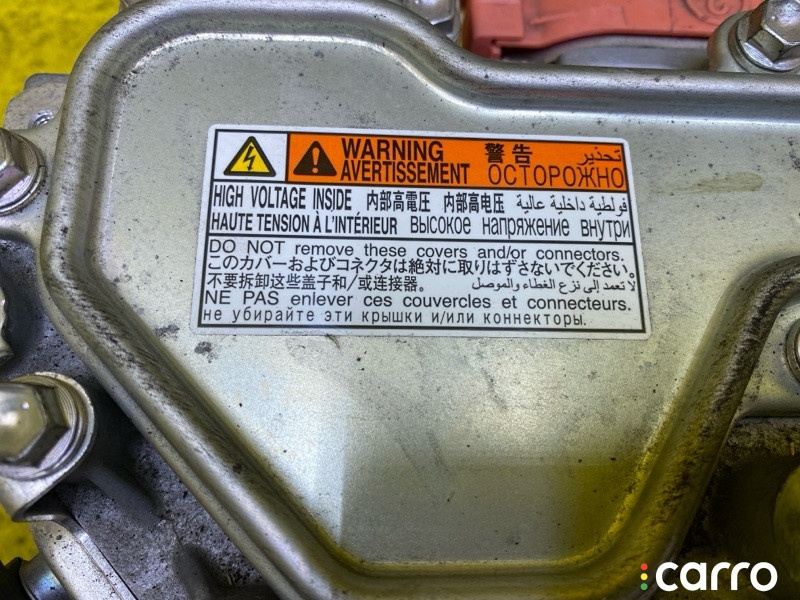 WARNING 警告 تحذير
AVERTISSEMENT ОСТОРОЖНО
HIGH VOLTAGE INSIDE 内部高電圧 内部高电压 فولطية داخلية عالية
HAUTE TENSION À L'INTÉRIEUR высокое напряжение внутри
DO NOT remove these covers and/or connectors.
このカバーおよびコネクタは絶対に取りはずさないでください。
不要拆卸这些盖子和／或连接器。 لا تعمد إلى نزع الغطاء والموصل.
NE PAS enlever ces couvercles et connecteurs.
не убирайте эти крышки и/или коннекторы.
carro